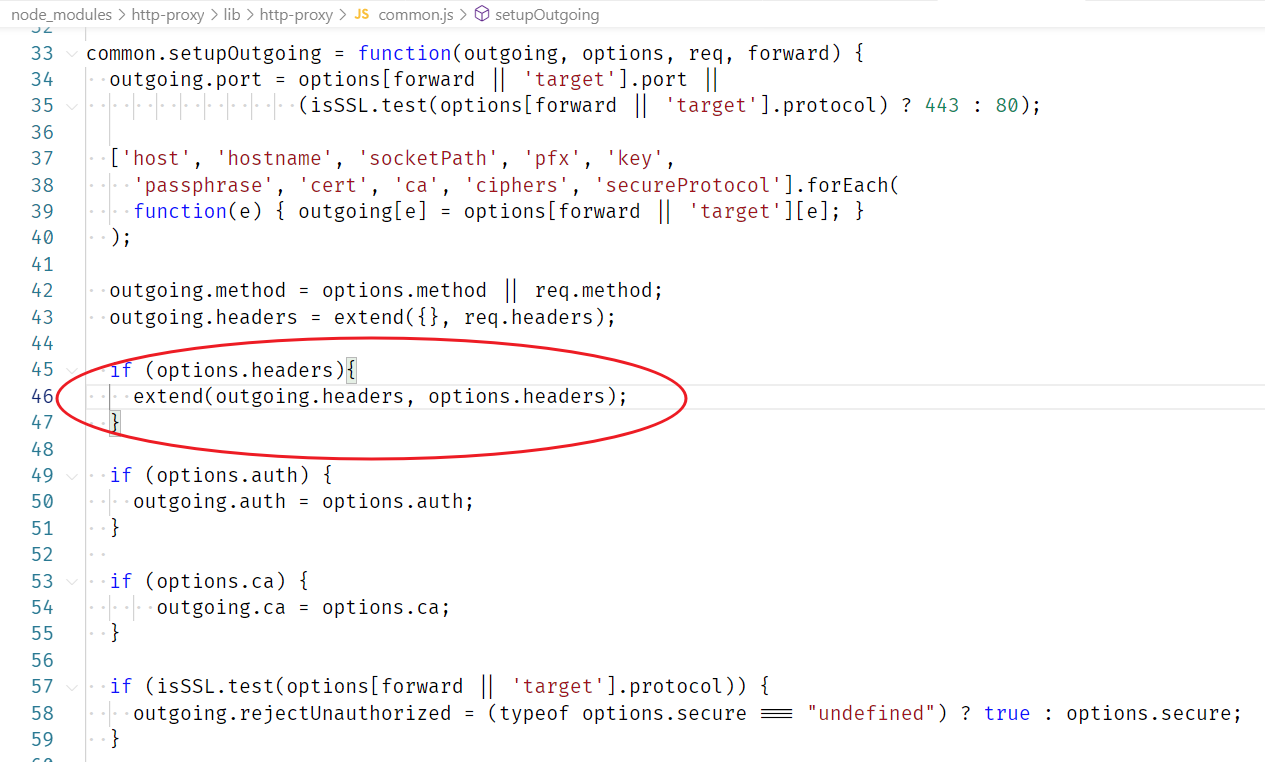 node_modules > http-proxy > lib > http-proxy > JS common.js > setupOutgoing
32
33 common.setupOutgoing = function(outgoing, options, req, forward) {
34 outgoing.port = options[forward || 'target'].port ||
35 (isSSL.test(options[forward || 'target'].protocol) ? 443 : 80);
36
37 ['host', 'hostname', 'socketPath', 'pfx', 'key',
38 'passphrase', 'cert', 'ca', 'ciphers', 'secureProtocol'].forEach(
39 function(e) { outgoing[e] = options[forward || 'target'][e]; }
40 );
41
42 outgoing.method = options.method || req.method;
43 outgoing.headers = extend({}, req.headers);
44
45 if (options.headers){
46 extend(outgoing.headers, options.headers);
47 }
48
49 if (options.auth) {
50 outgoing.auth = options.auth;
51 }
52
53 if (options.ca) {
54 outgoing.ca = options.ca;
55 }
56
57 if (isSSL.test(options[forward || 'target'].protocol)) {
58 outgoing.rejectUnauthorized = (typeof options.secure === "undefined") ? true : options.secure;
59 }
60